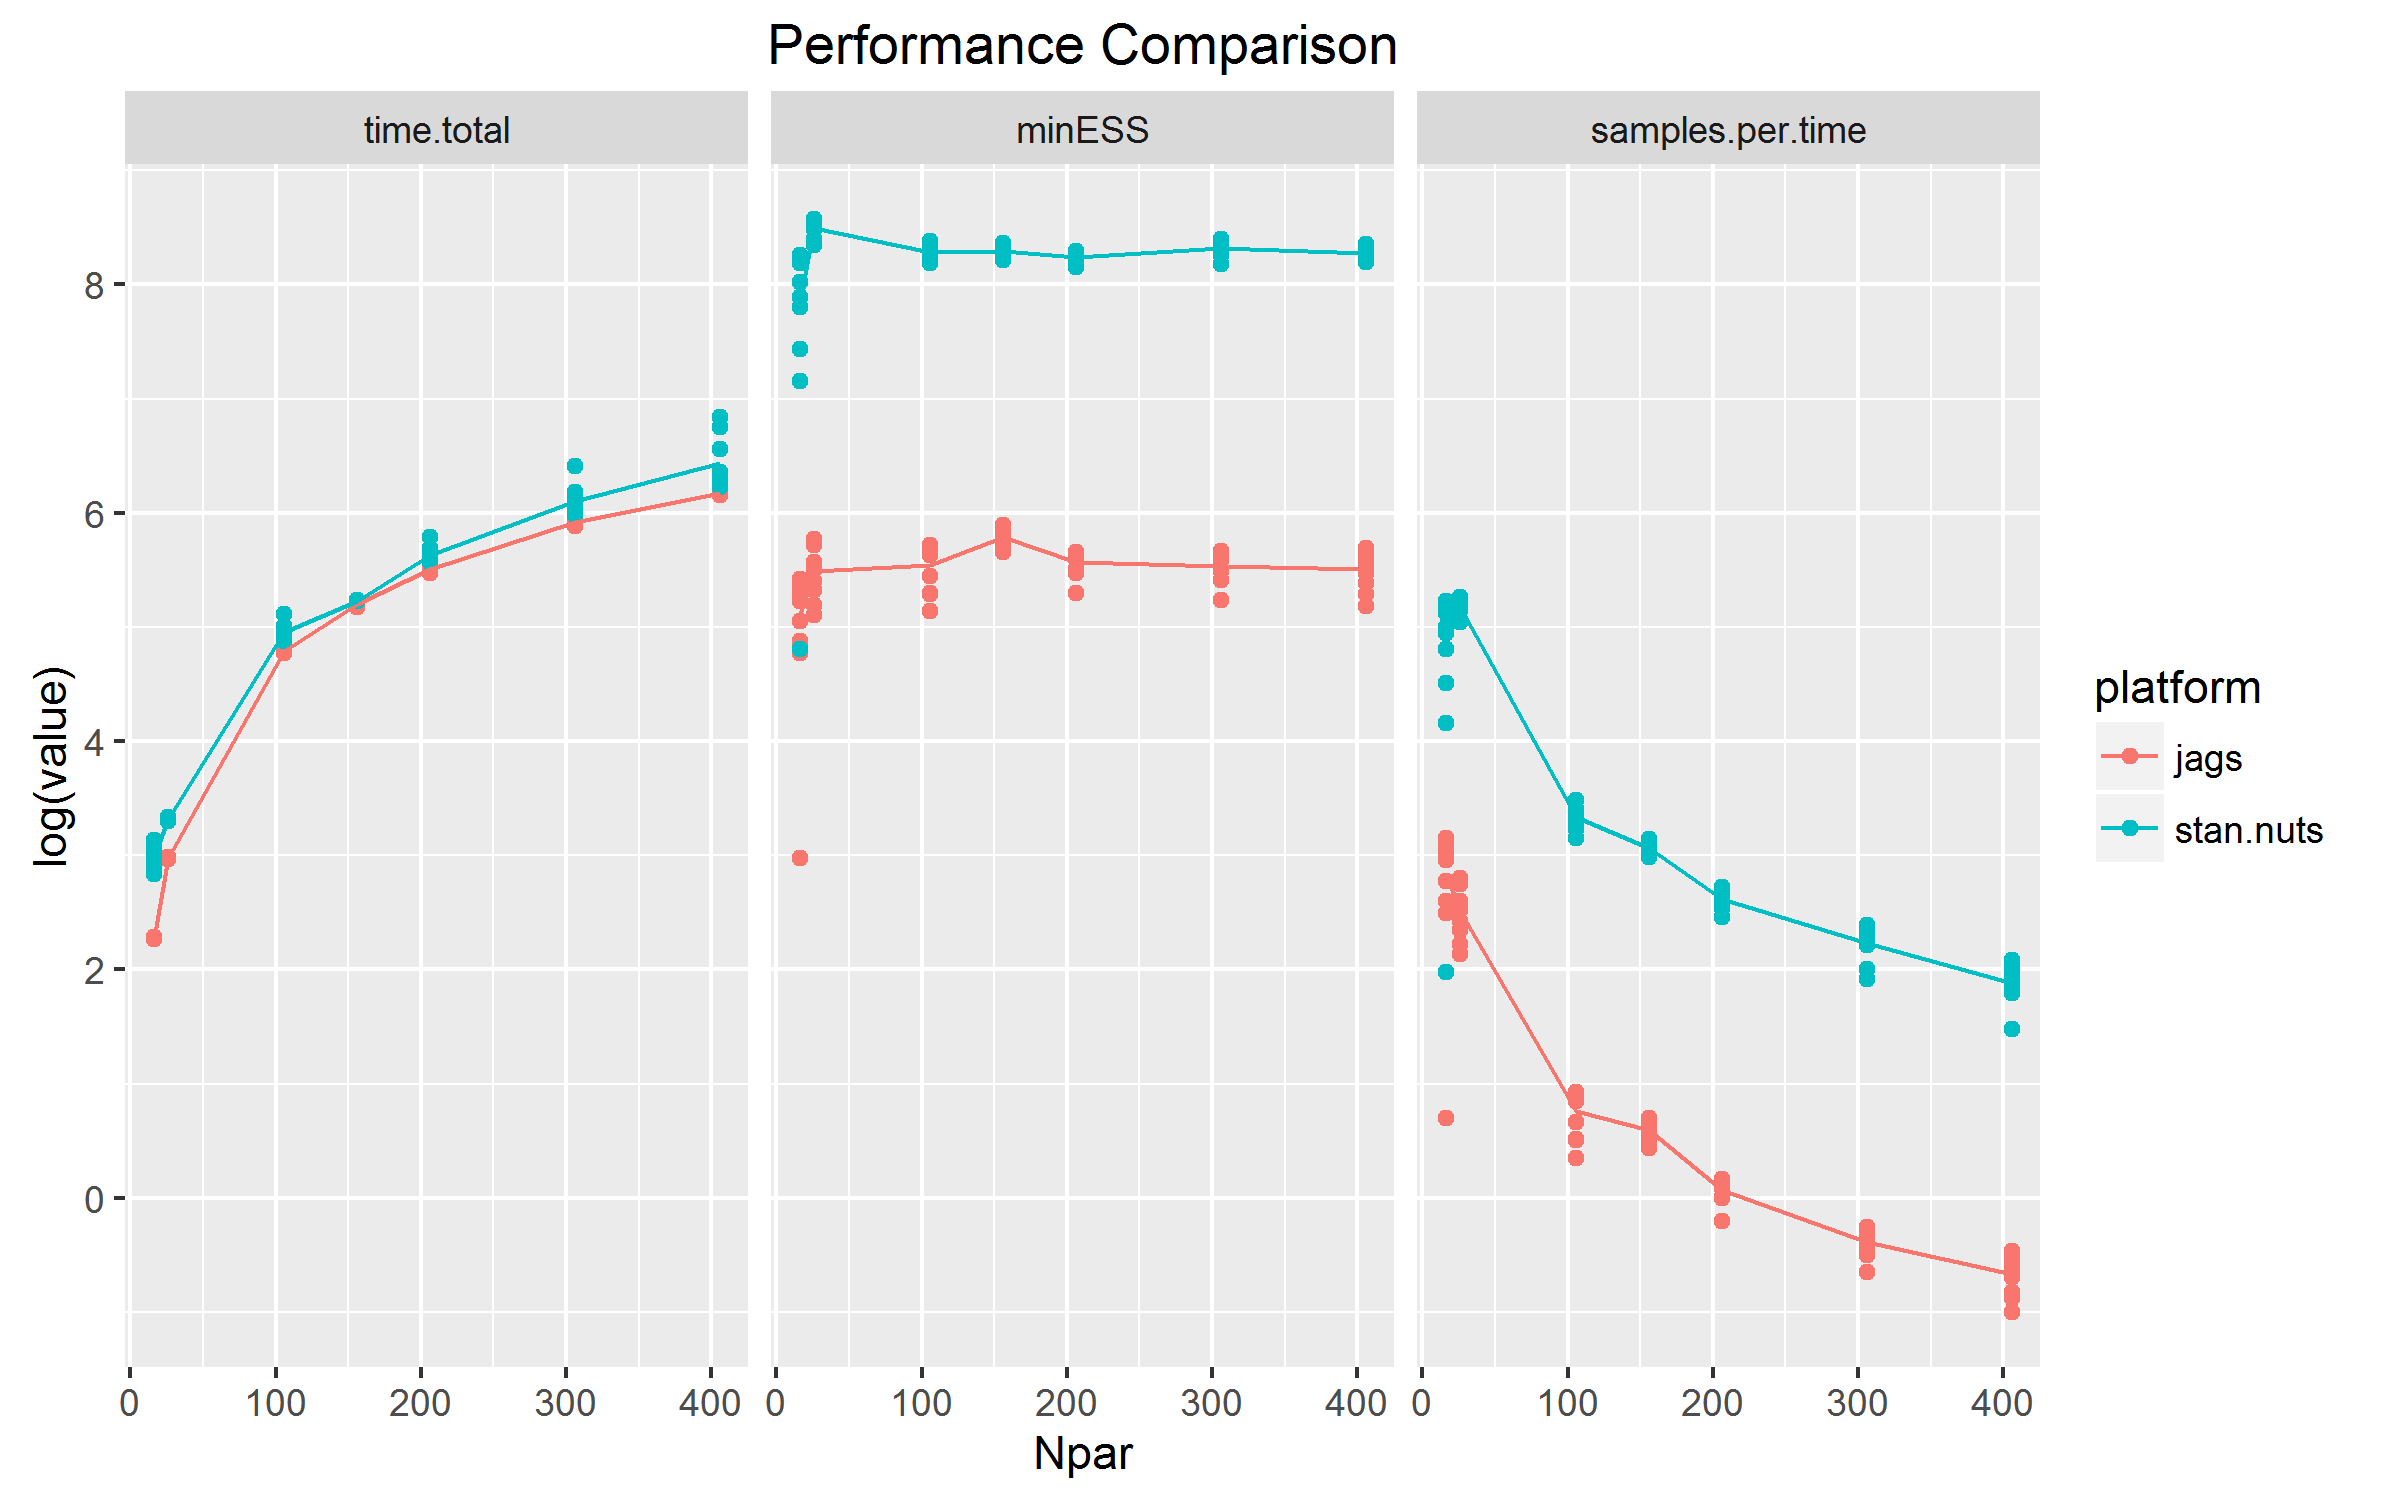 Performance Comparison
time.total minESS samples.per.time
log(value)
8
6
4
2
0
0 100 200 300 400 0 100 200 300 400 0 100 200 300 400
Npar
platform
jags
stan.nuts